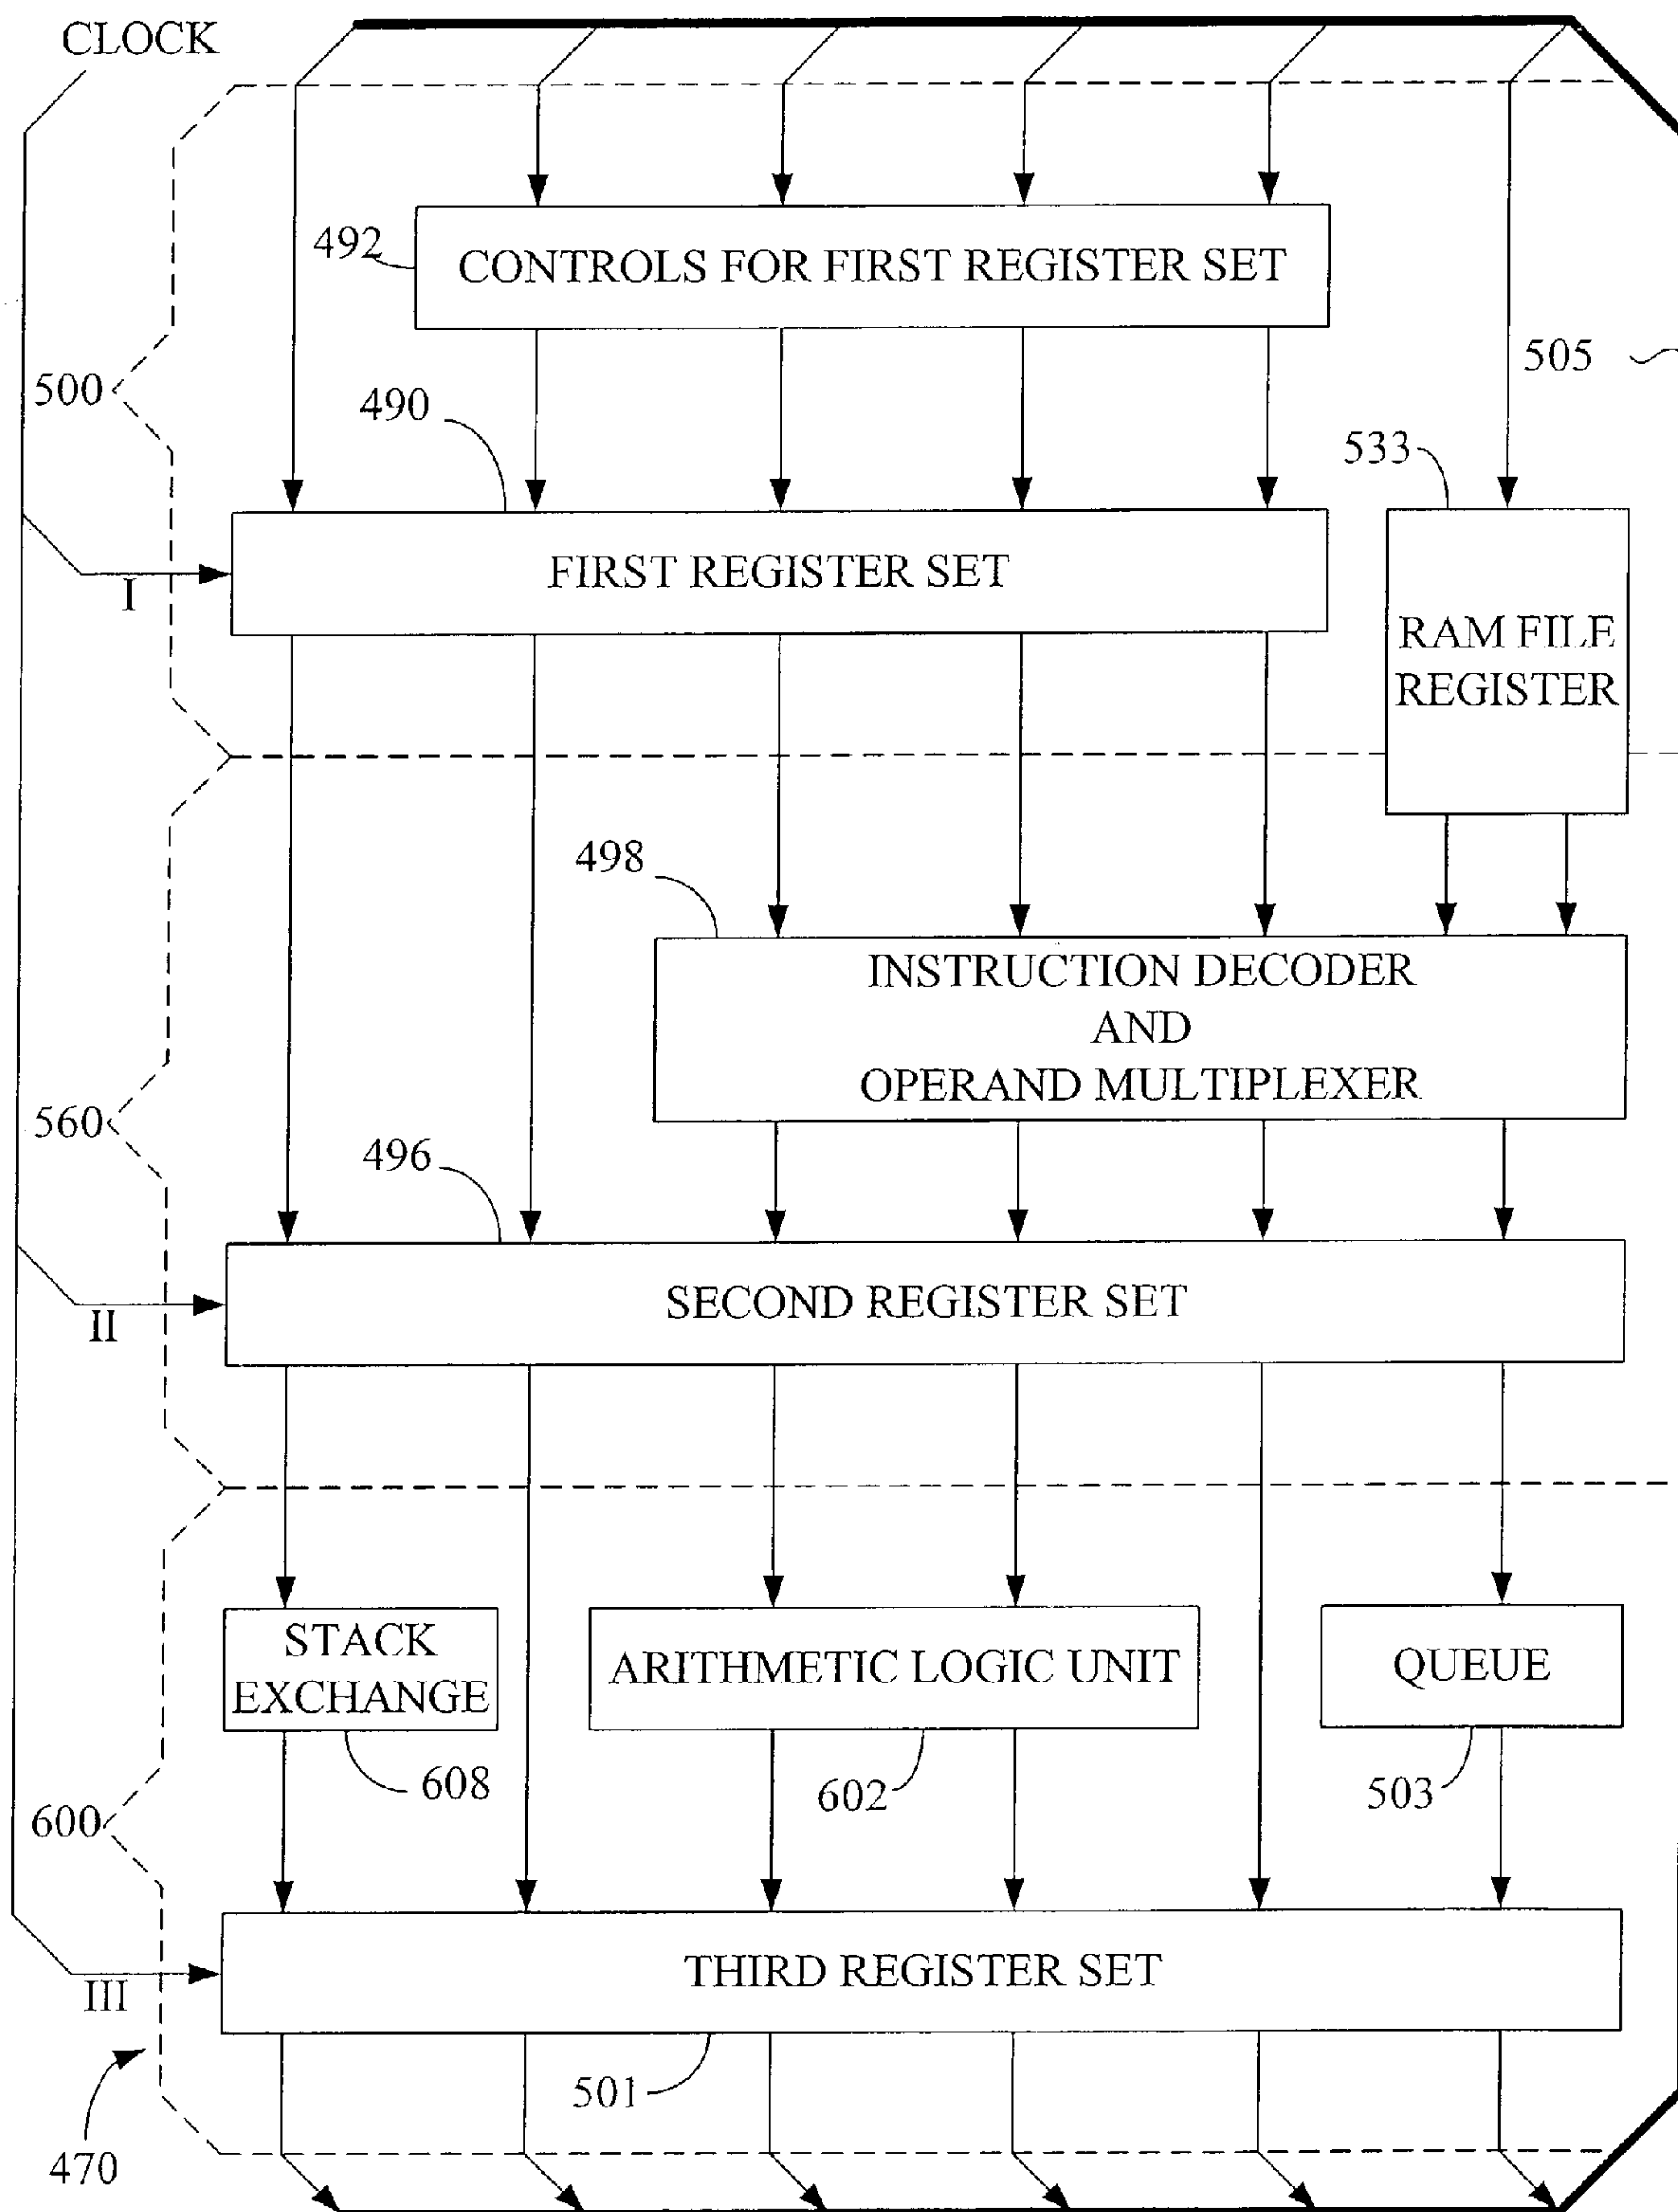 CLOCK
492
CONTROLS FOR FIRST REGISTER SET
505
500
490
533
FIRST REGISTER SET
I
RAM FILE
REGISTER
498
INSTRUCTION DECODER
AND
OPERAND MULTIPLEXER
560
496
SECOND REGISTER SET
II
STACK
EXCHANGE
ARITHMETIC LOGIC UNIT
QUEUE
608
602
503
600
THIRD REGISTER SET
III
501
470